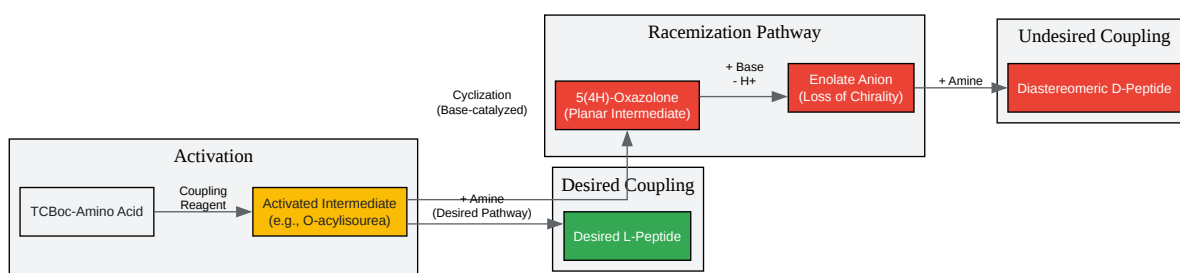 Racemization Pathway
Undesired Coupling
+ Base
- H+
Enolate Anion
(Loss of Chirality)
+ Amine
Diastereomeric D-Peptide
Cyclization
(Base-catalyzed)
5(4H)-Oxazolone
(Planar Intermediate)
Activation
Desired Coupling
TCBoc-Amino Acid
Coupling
Reagent
Activated Intermediate
(e.g., O-acylisourea)
+ Amine
(Desired Pathway)
Desired L-Peptide